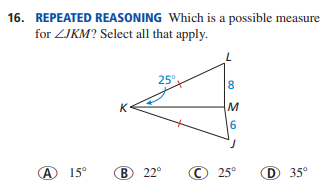 16. REPEATED REASONING Which is a possible measure
for ∠JKM? Select all that apply.
L
25°
8
K
M
6
J
A 15° B 22° C 25° D 35°